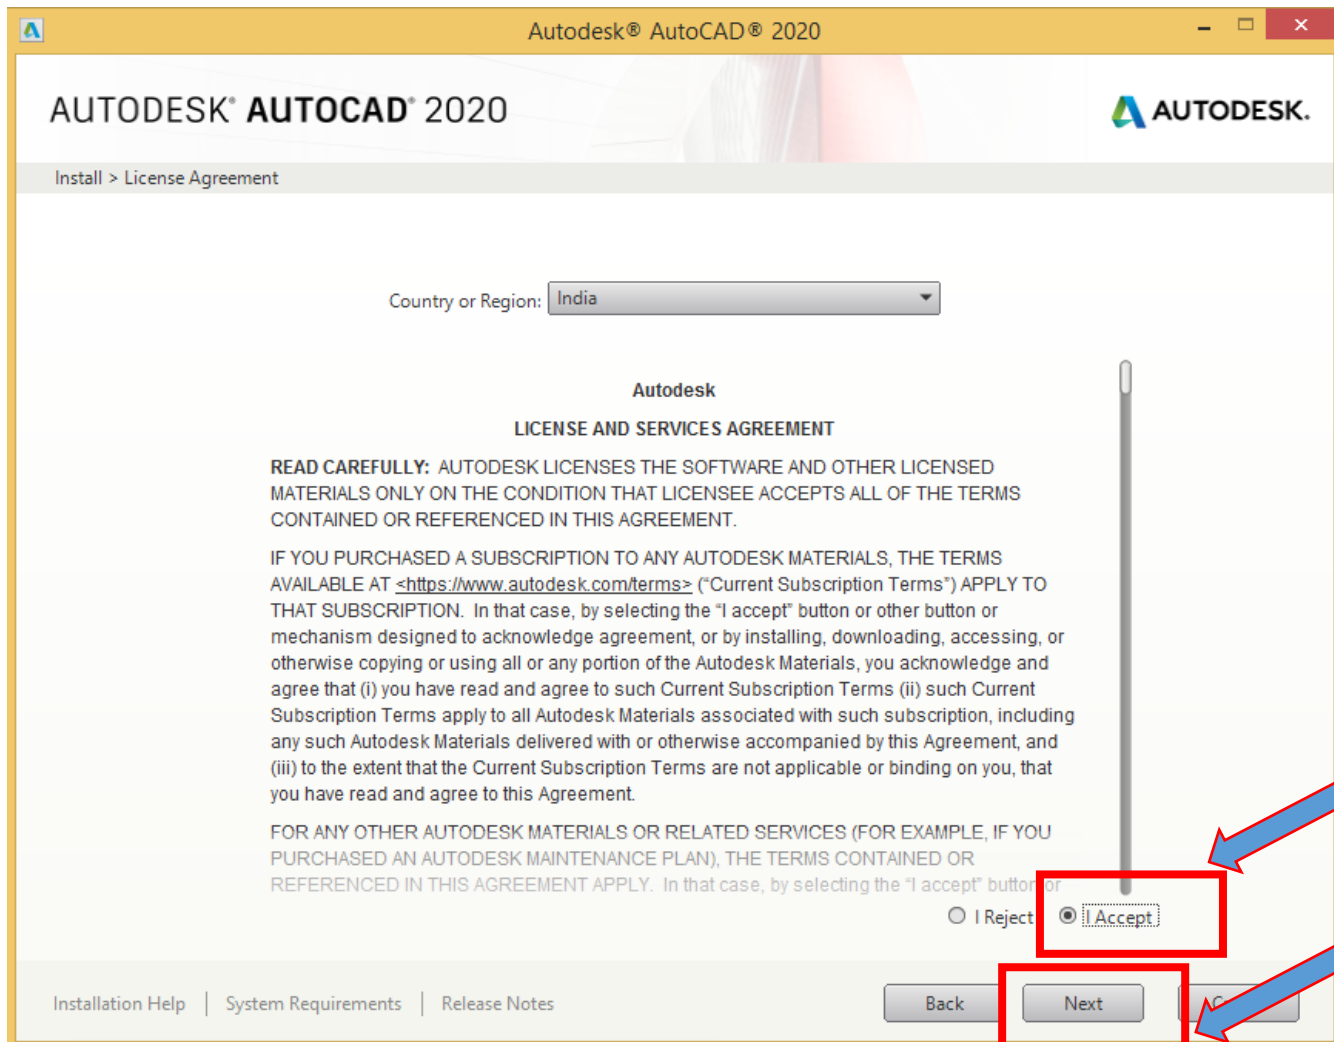 Autodesk® AutoCAD® 2020
AUTODESK® AUTOCAD® 2020
AUTODESK.
Install > License Agreement
Country or Region: India
Autodesk
LICENSE AND SERVICES AGREEMENT
READ CAREFULLY: AUTODESK LICENSES THE SOFTWARE AND OTHER LICENSED
MATERIALS ONLY ON THE CONDITION THAT LICENSEE ACCEPTS ALL OF THE TERMS
CONTAINED OR REFERENCED IN THIS AGREEMENT.
IF YOU PURCHASED A SUBSCRIPTION TO ANY AUTODESK MATERIALS, THE TERMS
AVAILABLE AT <https://www.autodesk.com/terms> (“Current Subscription Terms”) APPLY TO
THAT SUBSCRIPTION. In that case, by selecting the “I accept” button or other button or
mechanism designed to acknowledge agreement, or by installing, downloading, accessing, or
otherwise copying or using all or any portion of the Autodesk Materials, you acknowledge and
agree that (i) you have read and agree to such Current Subscription Terms (ii) such Current
Subscription Terms apply to all Autodesk Materials associated with such subscription, including
any such Autodesk Materials delivered with or otherwise accompanied by this Agreement, and
(iii) to the extent that the Current Subscription Terms are not applicable or binding on you, that
you have read and agree to this Agreement.
FOR ANY OTHER AUTODESK MATERIALS OR RELATED SERVICES (FOR EXAMPLE, IF YOU
PURCHASED AN AUTODESK MAINTENANCE PLAN), THE TERMS CONTAINED OR
REFERENCED IN THIS AGREEMENT APPLY. In that case, by selecting the “I accept” button or
I Reject I Accept
Installation Help | System Requirements | Release Notes Back Next